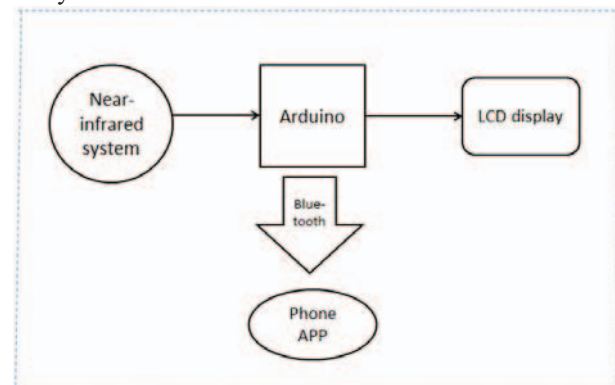 Near-
infrared
system
Arduino
LCD display
Blue-
tooth
Phone
APP